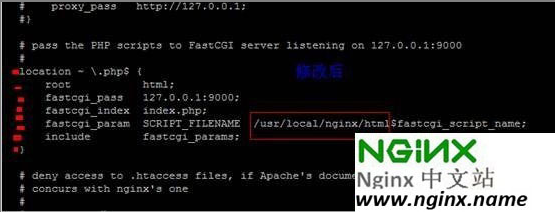 #    proxy_pass   http://127.0.0.1;
#}

# pass the PHP scripts to FastCGI server listening on 127.0.0.1:9000
#
location ~ \.php$ {
    root           html;
    fastcgi_pass   127.0.0.1:9000;
    fastcgi_index  index.php;
    fastcgi_param  SCRIPT_FILENAME  /usr/local/nginx/html$fastcgi_script_name;
    include        fastcgi_params;
}
修改后

# deny access to .htaccess files, if Apache's docume
# concurs with nginx's one
#
NGiNX
Nginx 中文站
www.nginx.name